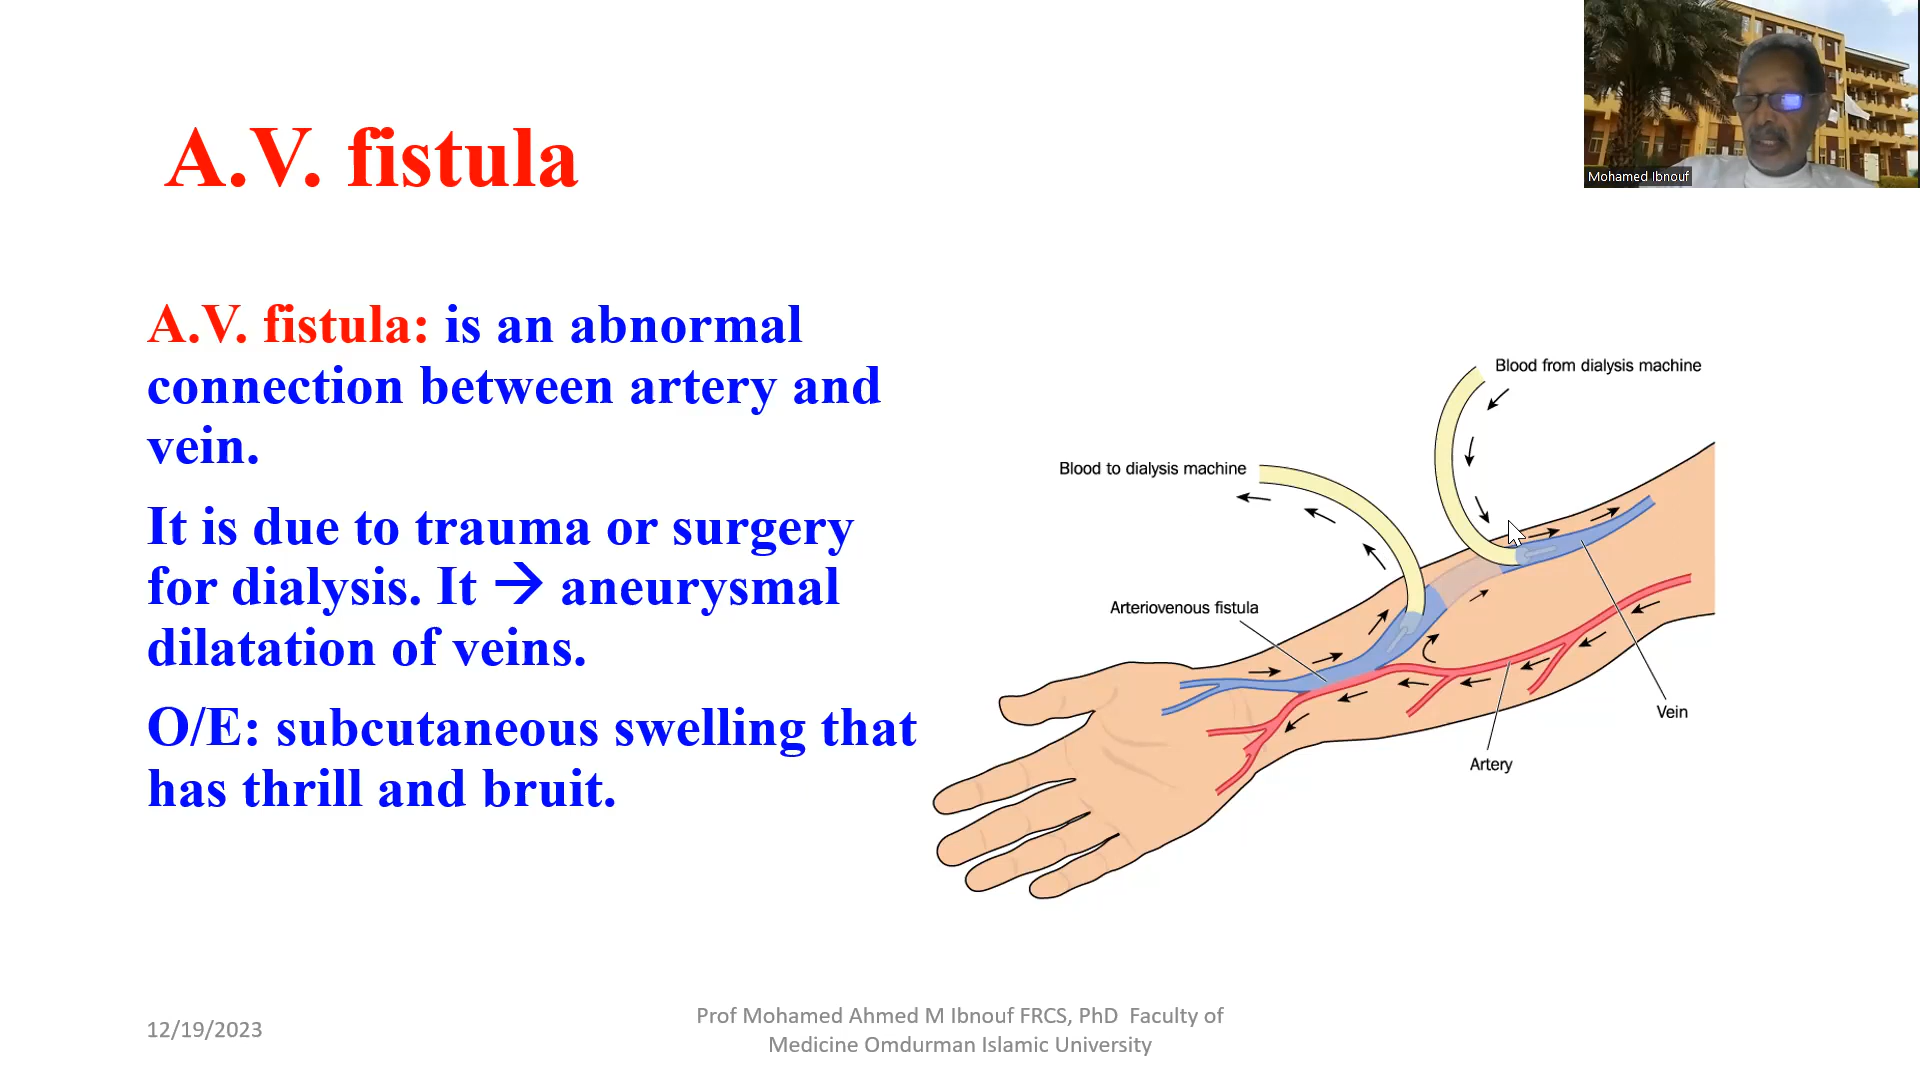 A.V. fistula
Mohamed Ibnouf
A.V. fistula: is an abnormal
connection between artery and
vein.
It is due to trauma or surgery
for dialysis. It → aneurysmal
dilatation of veins.
O/E: subcutaneous swelling that
has thrill and bruit.
Blood from dialysis machine
Blood to dialysis machine
Arteriovenous fistula
Vein
Artery
12/19/2023
Prof Mohamed Ahmed M Ibnouf FRCS, PhD  Faculty of
Medicine Omdurman Islamic University